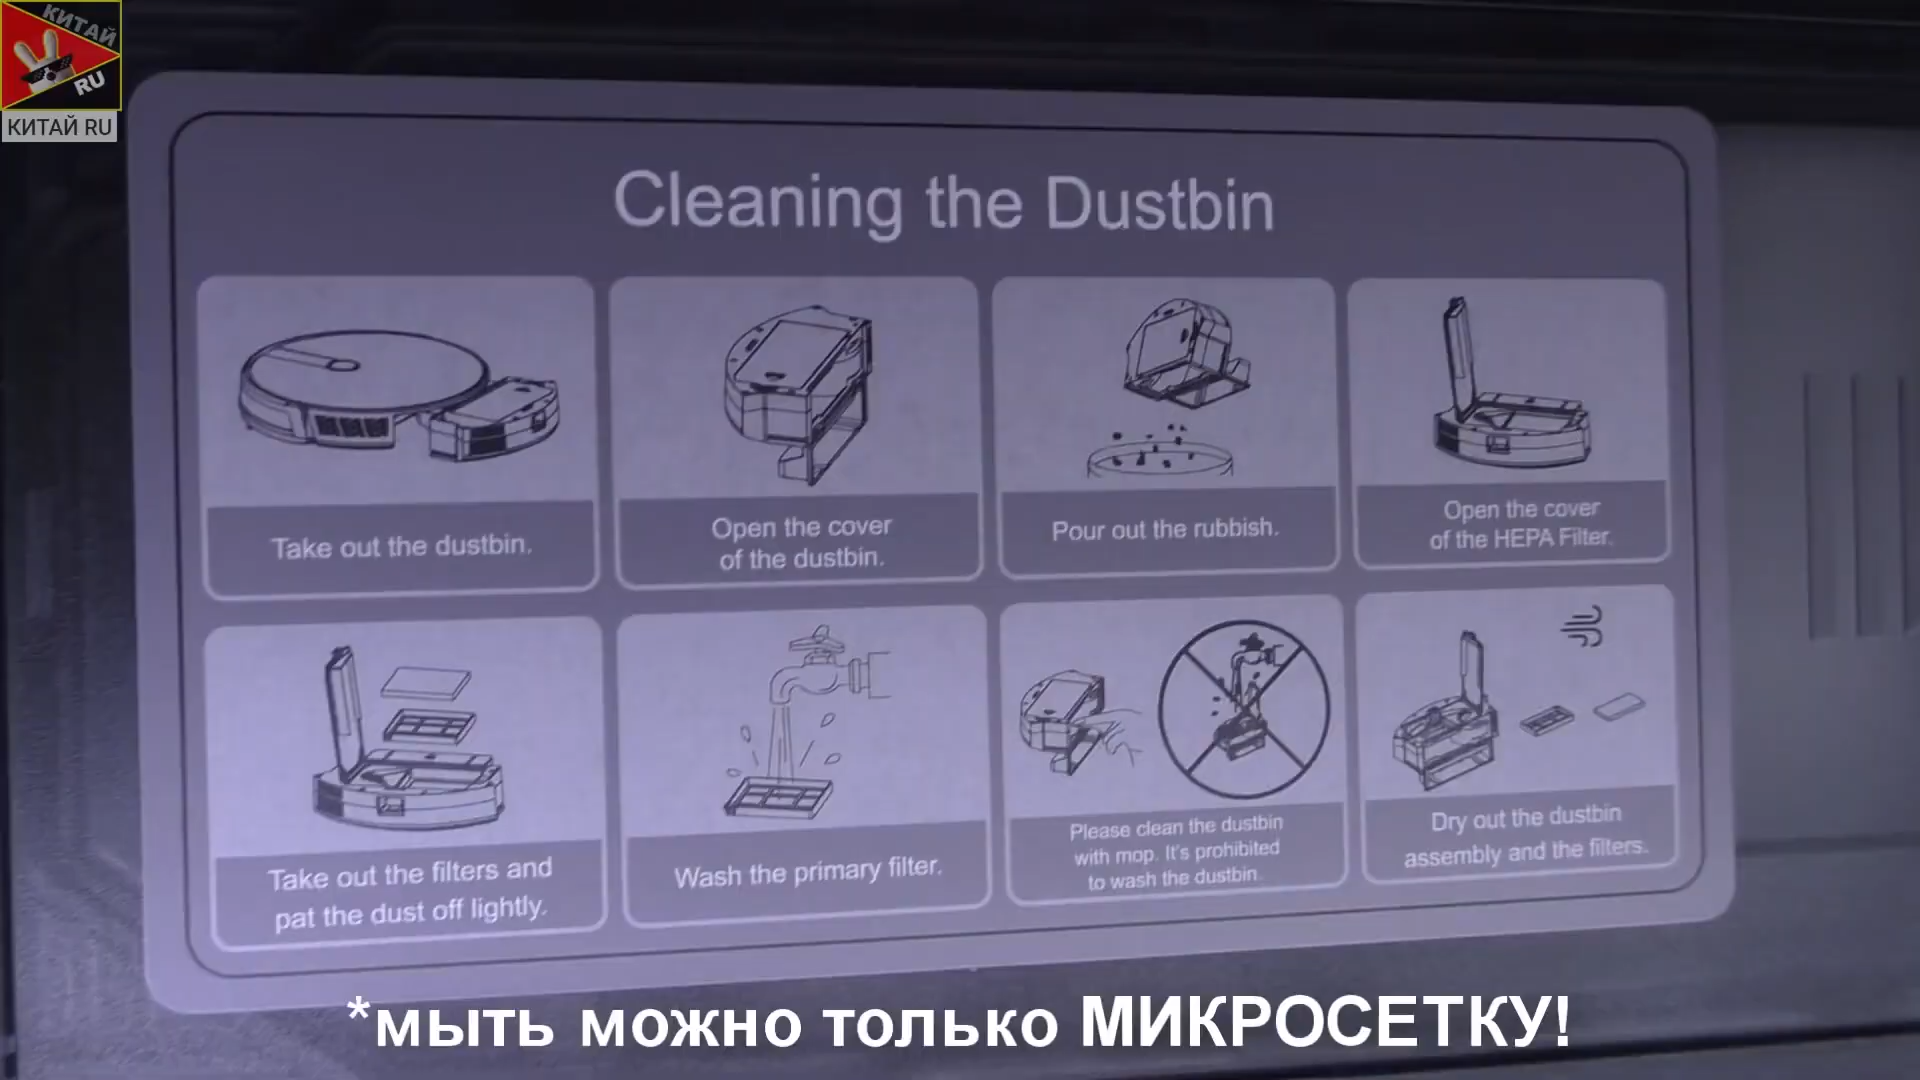 КИТАЙ
RU
КИТАЙ RU
Cleaning the Dustbin
Take out the dustbin.
Open the cover
of the dustbin.
Pour out the rubbish.
Open the cover
of the HEPA Filter.
Take out the filters and
pat the dust off lightly.
Wash the primary filter.
Please clean the dustbin
with mop. It's prohibited
to wash the dustbin.
Dry out the dustbin
assembly and the filters.
*мыть можно только МИКРОСЕТКУ!